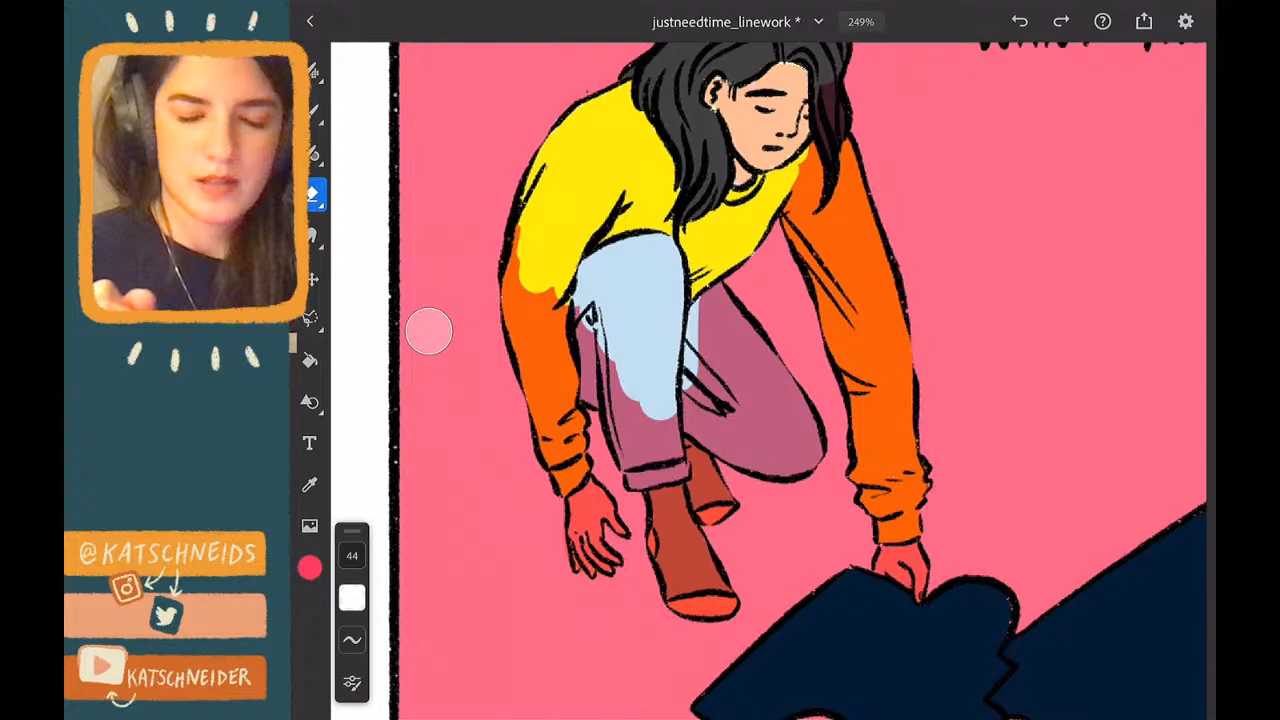 justneedtime_linework *
249%
T
44
@KATSCHNEIDS
KATSCHNEIDER